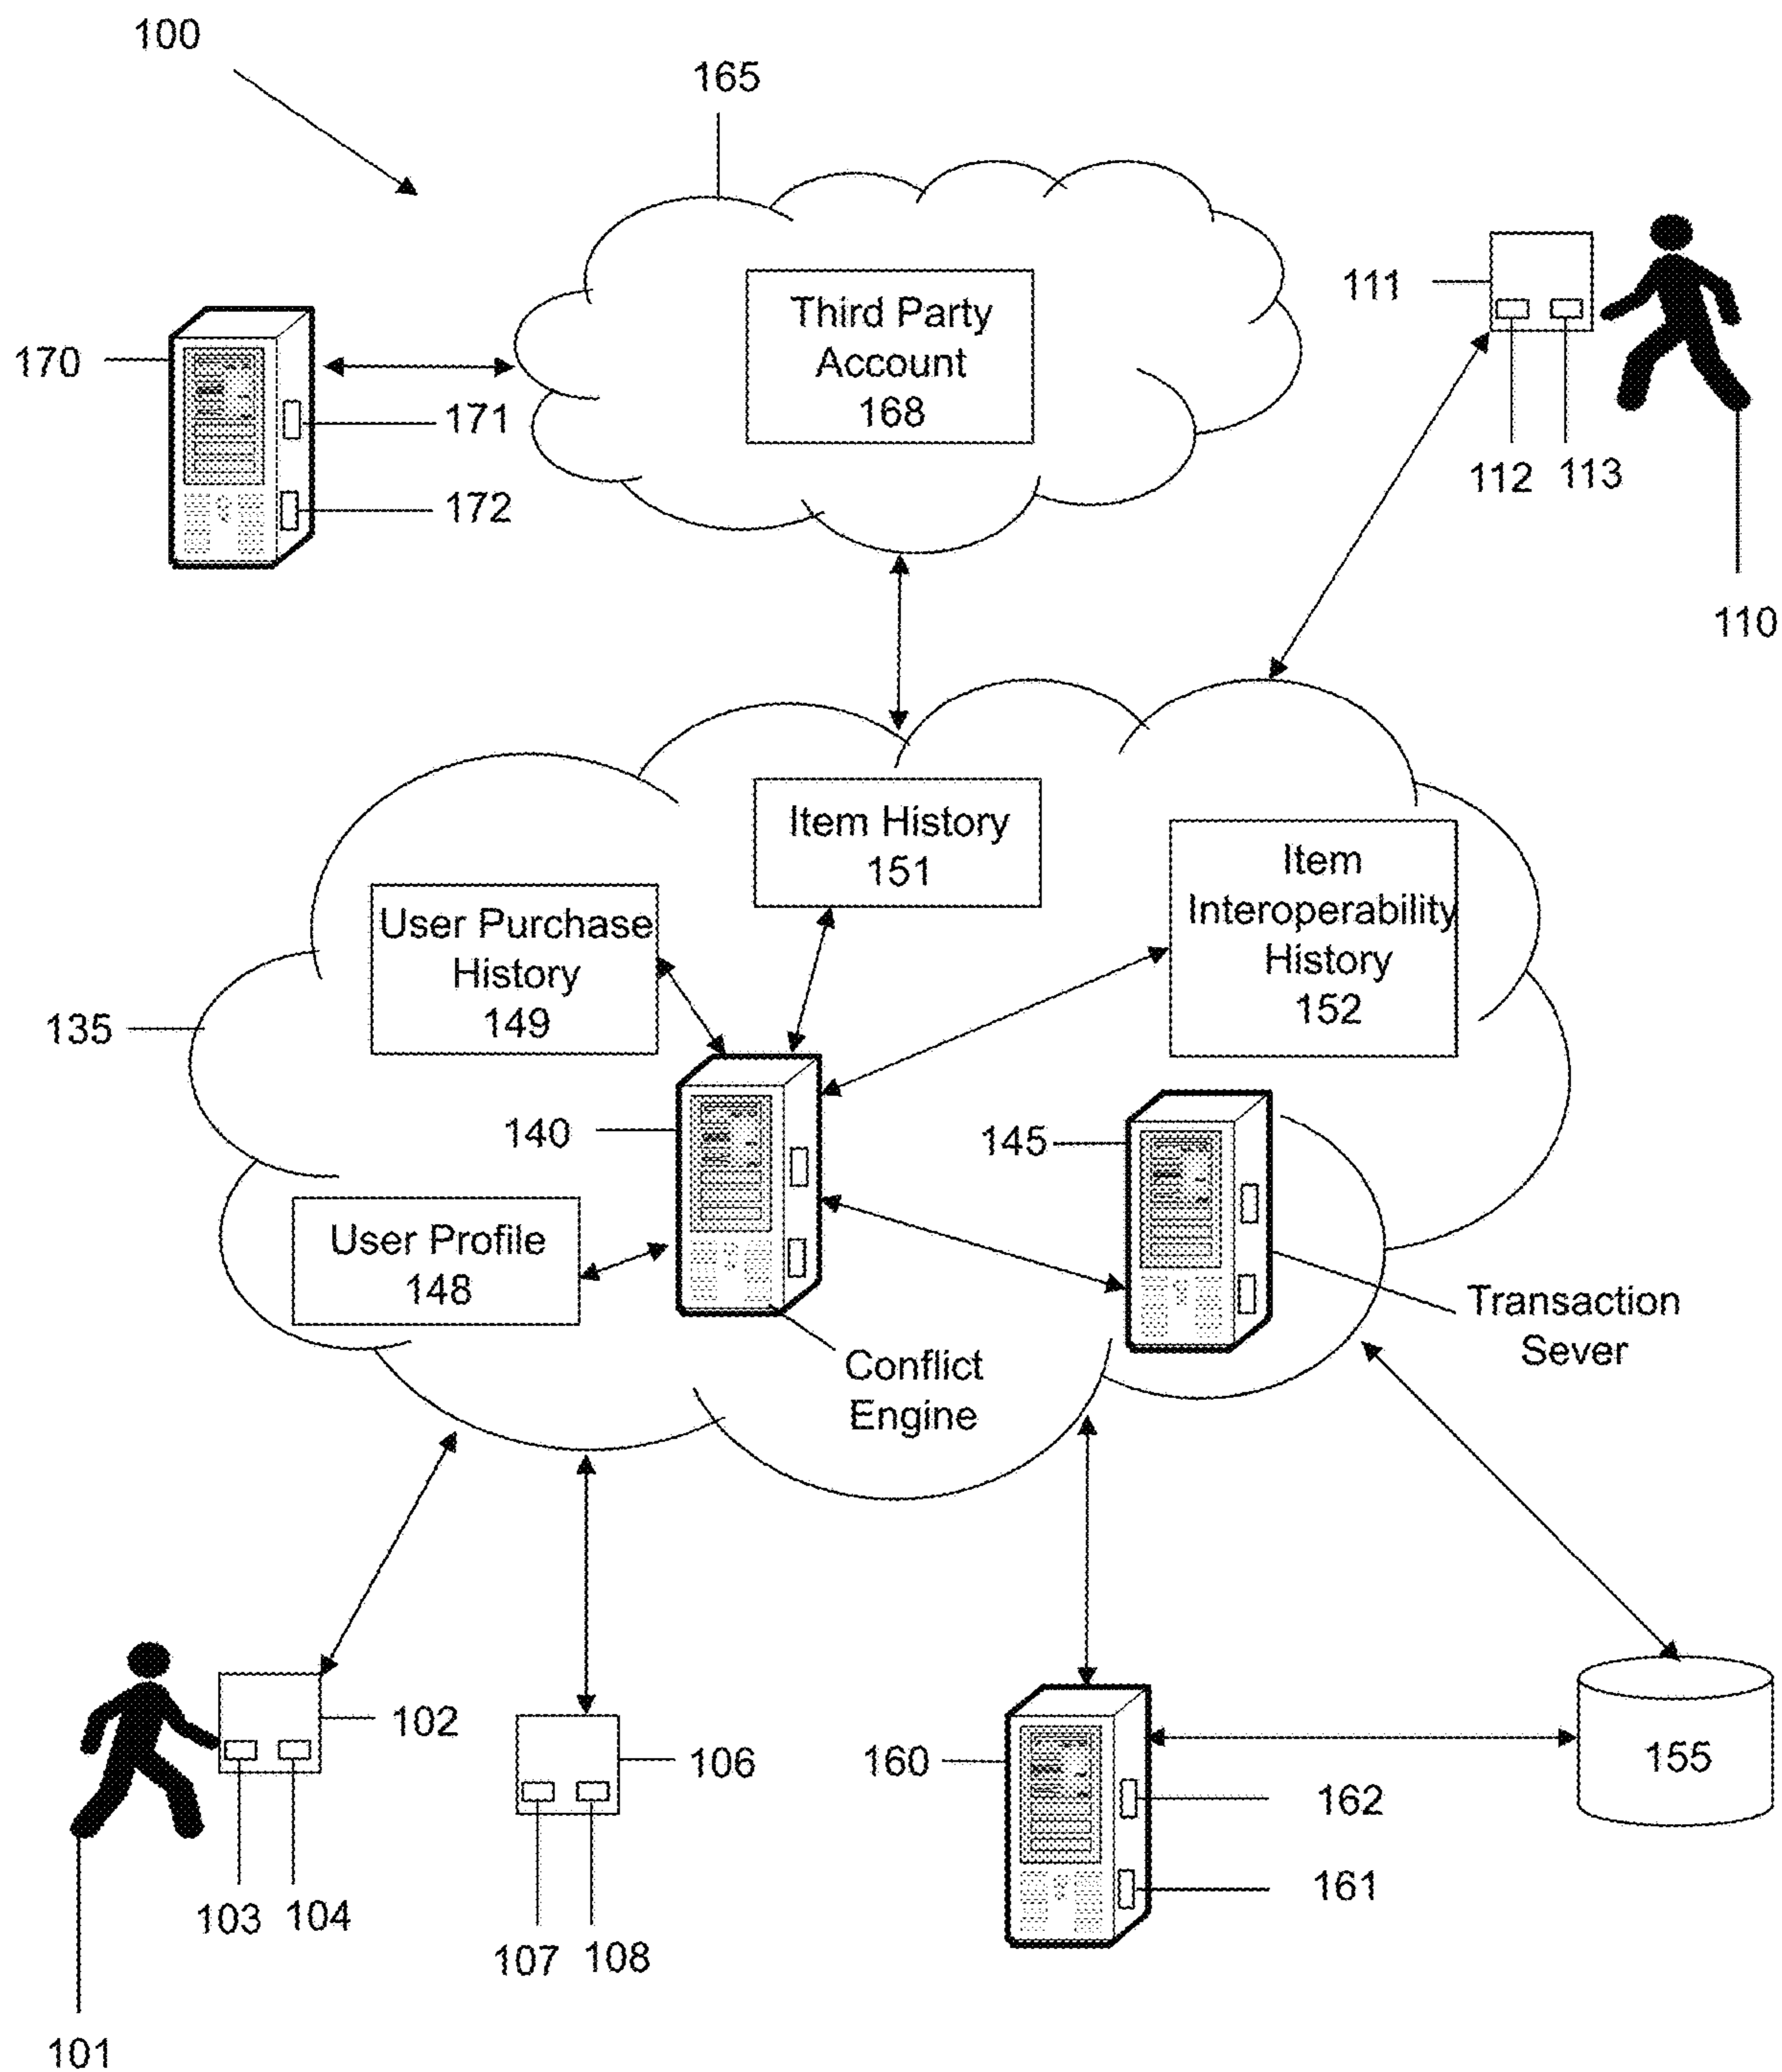 100
165
111
Third Party
Account
168
170
171
172
112
113
110
Item History
151
Item
Interoperability
History
152
User Purchase
History
149
135
140
145
User Profile
148
Transaction
Sever
Conflict
Engine
102
106
160
162
155
161
103
104
107
108
101